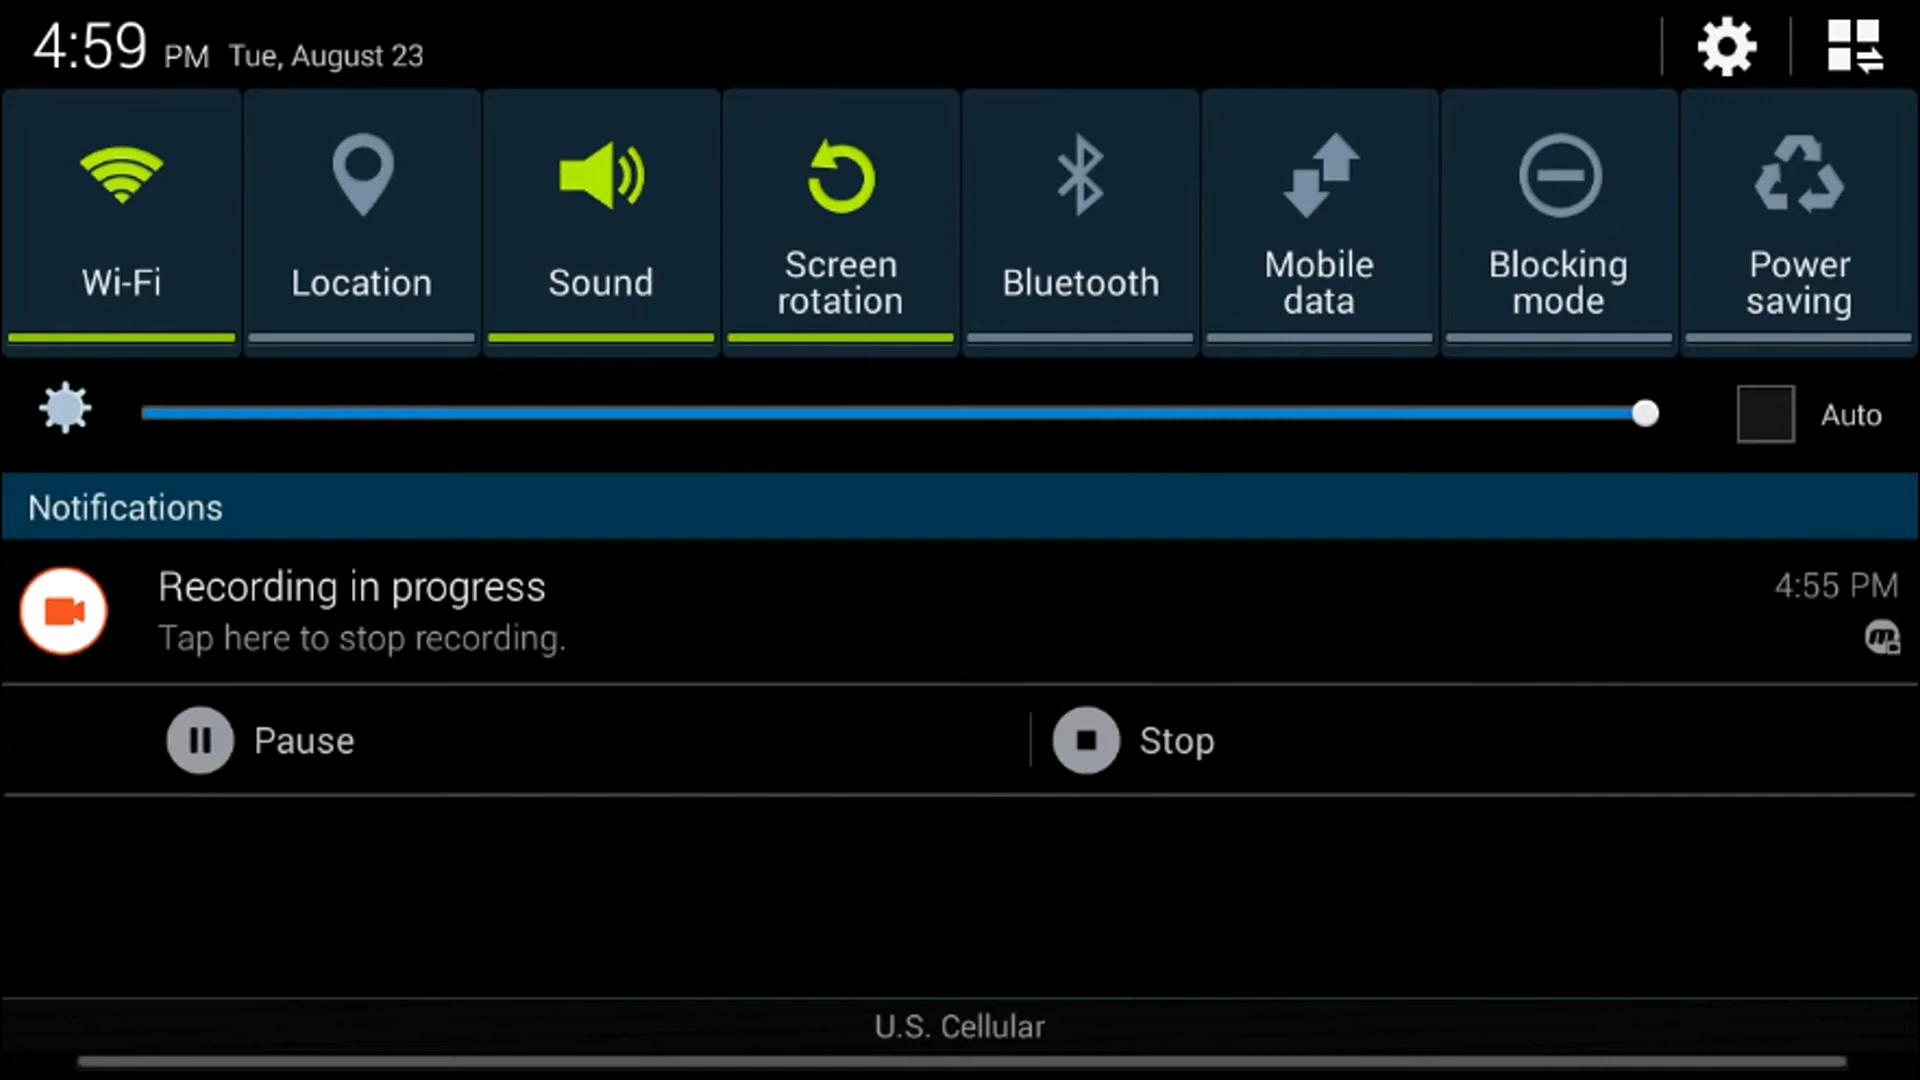 4:59 PM Tue, August 23
Wi-Fi
Location
Sound
Screen
rotation
Bluetooth
Mobile
data
Blocking
mode
Power
saving
Auto
Notifications
Recording in progress
4:55 PM
Tap here to stop recording.
Pause
Stop
U.S. Cellular